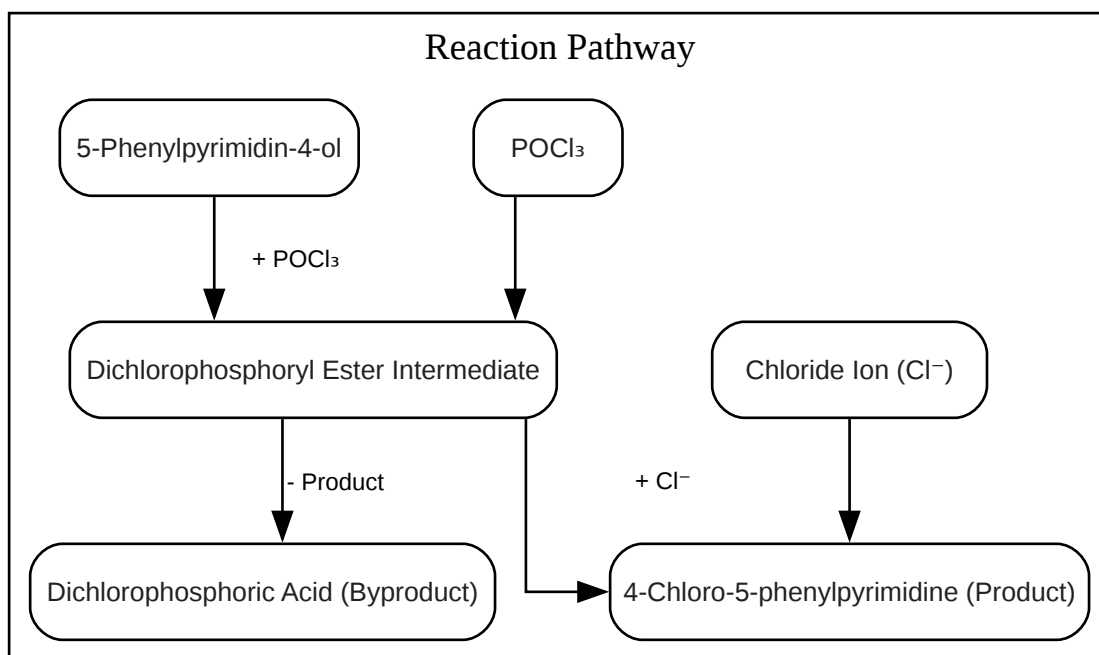 Reaction Pathway
5-Phenylpyrimidin-4-ol
POCl₃
+ POCl₃
Dichlorophosphoryl Ester Intermediate
Chloride Ion (Cl⁻)
- Product
+ Cl⁻
Dichlorophosphoric Acid (Byproduct)
4-Chloro-5-phenylpyrimidine (Product)